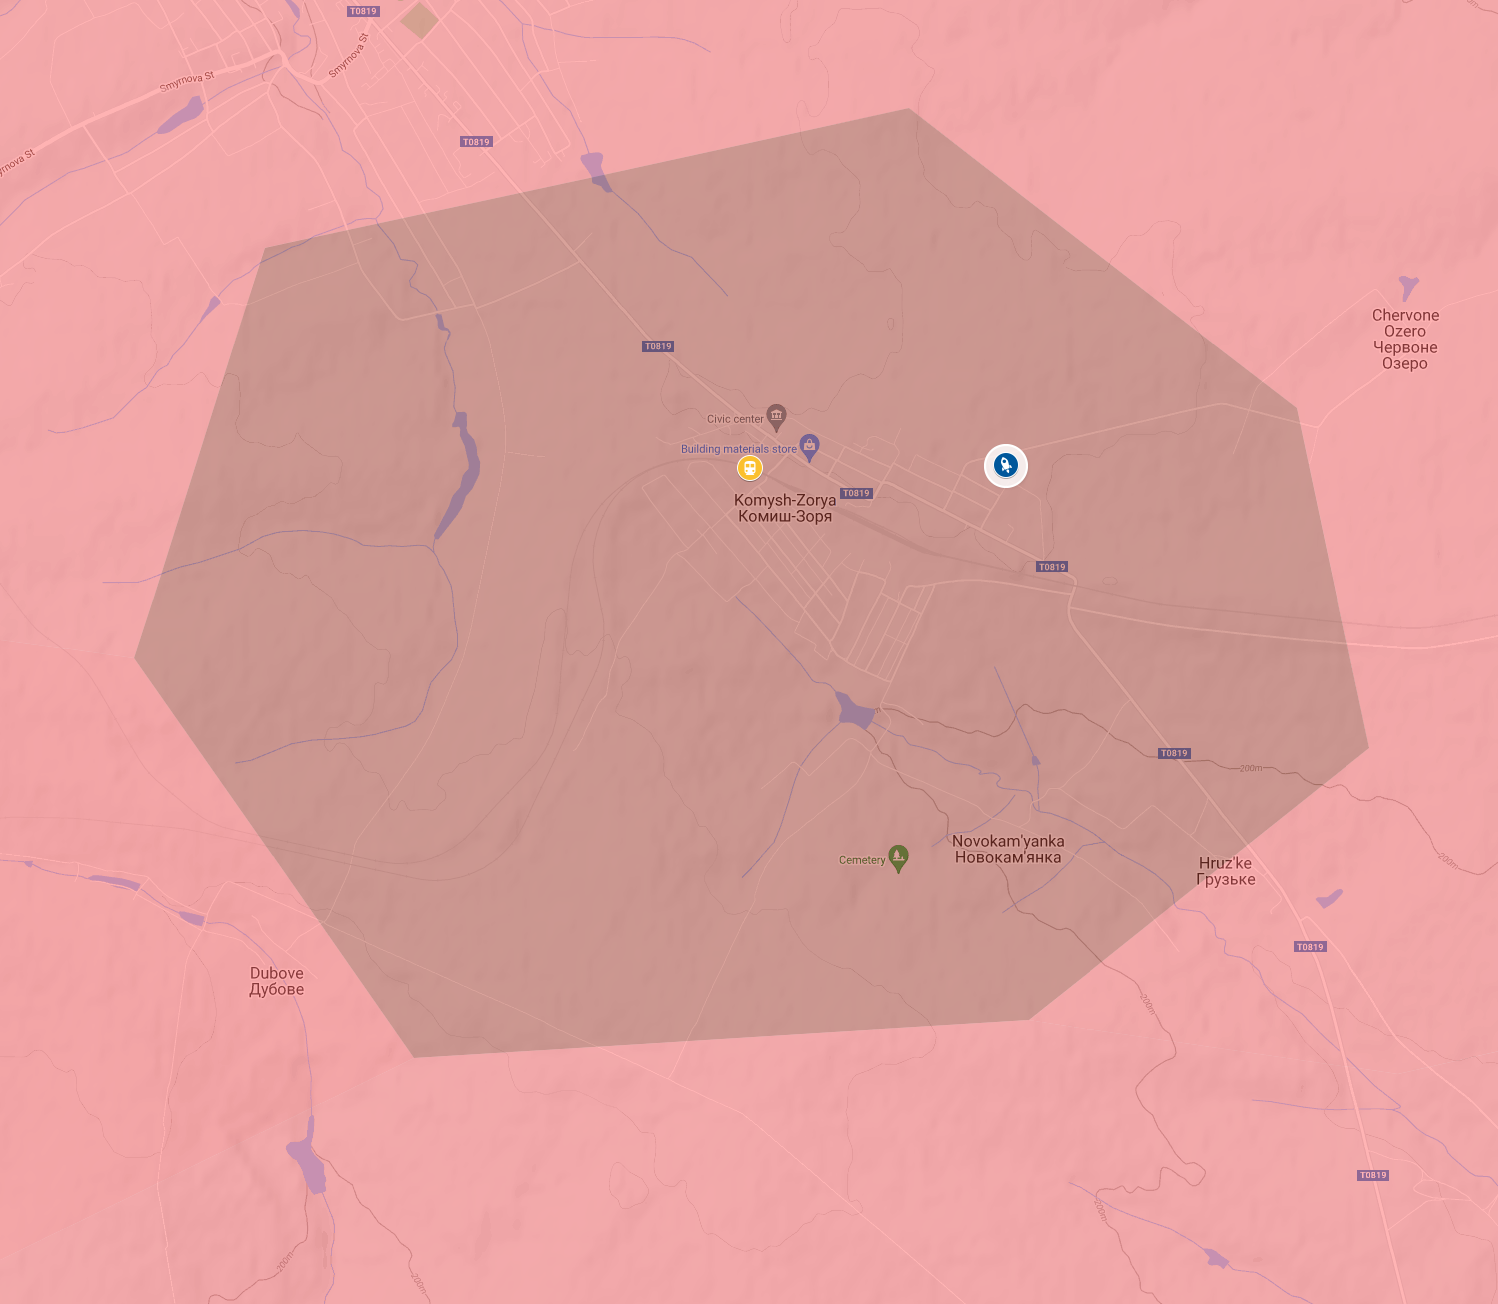 T0819
Smyrnova St
Smyrnova St
T0819
yrnova St
Chervone
Ozero
Червоне
Озеро
T0819
Civic center
Building materials store
T0819
Komysh-Zorya
Комиш-Зоря
T0819
T0819
200m
200m
Novokam'yanka
Новокам'янка
Cemetery
Hruz'ke
Грузьке
T0819
Dubove
Дубове
200m
T0819
200m
200m
200m